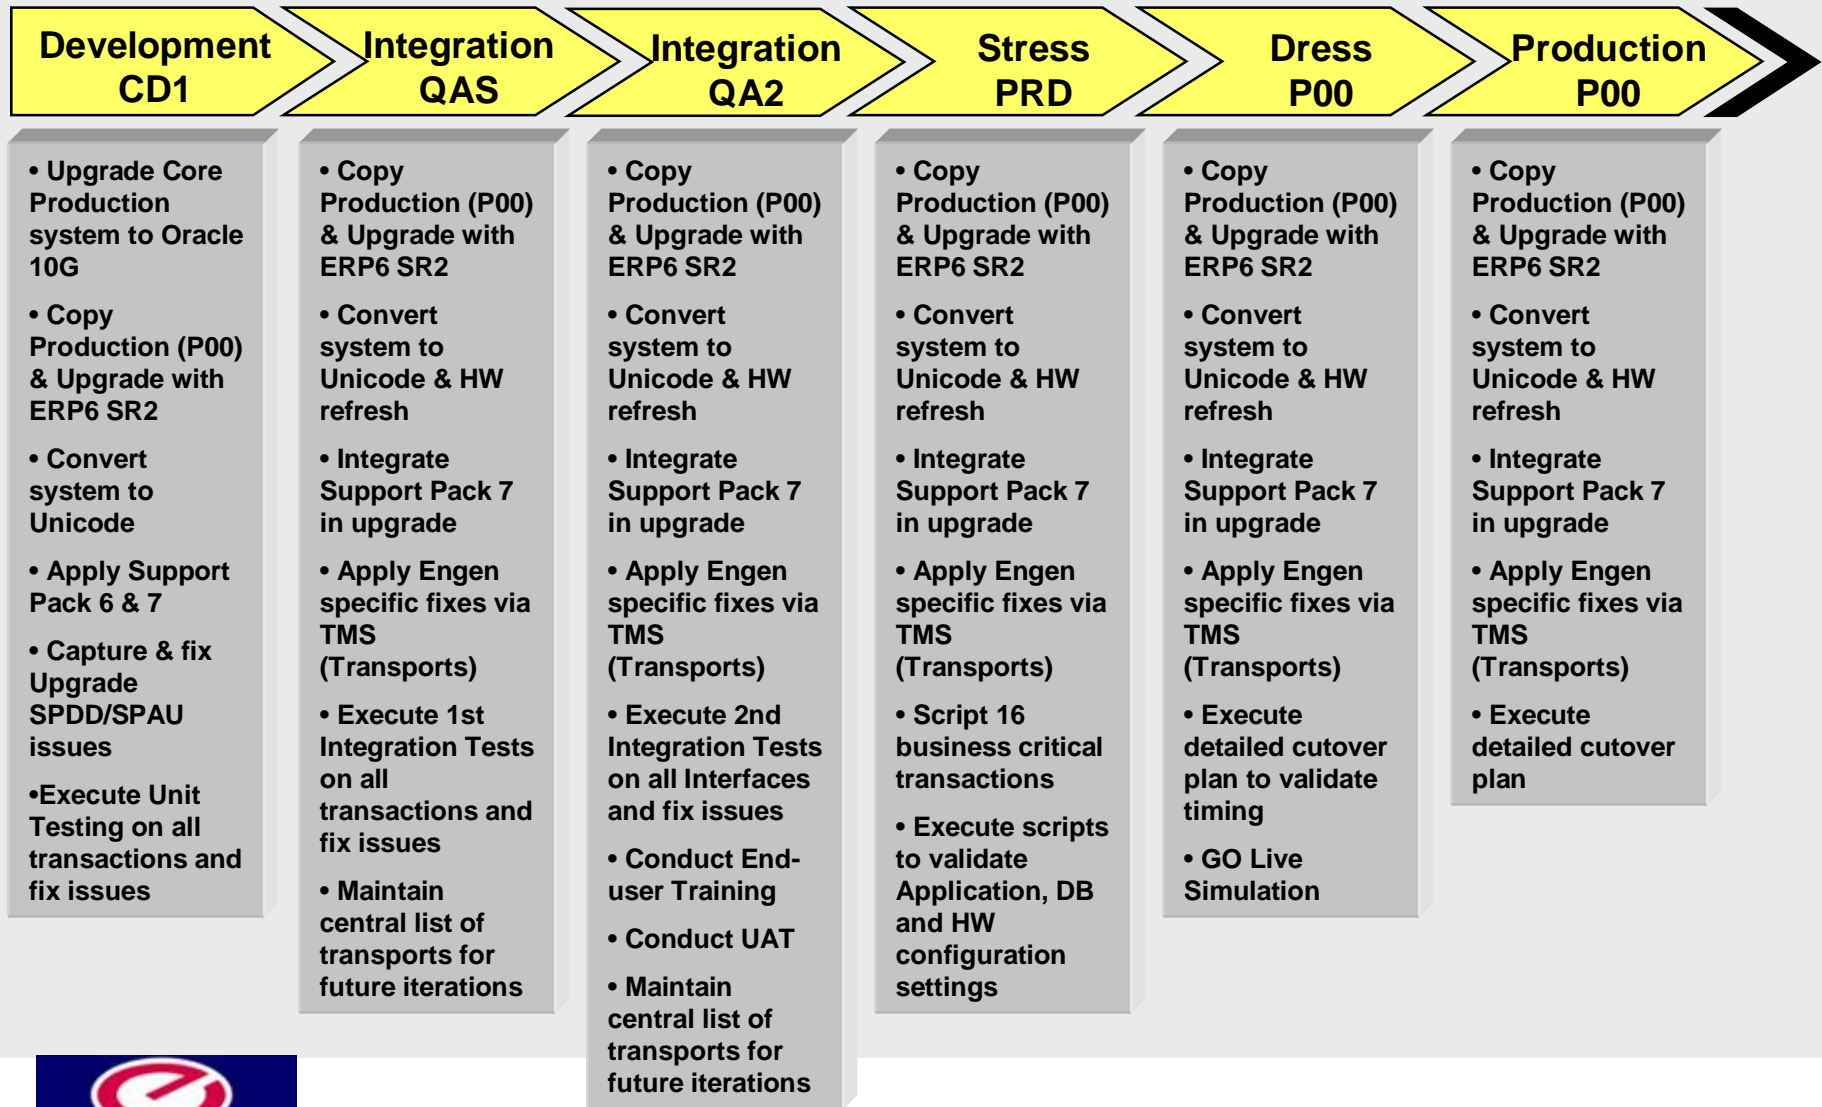 Development
CD1
Integration
QAS
Integration
QA2
Stress
PRD
Dress
P00
Production
P00
• Upgrade Core
Production
system to Oracle
10G
• Copy
Production (P00)
& Upgrade with
ERP6 SR2
• Convert
system to
Unicode
• Apply Support
Pack 6 & 7
• Capture & fix
Upgrade
SPDD/SPAU
issues
•Execute Unit
Testing on all
transactions and
fix issues
• Copy
Production (P00)
& Upgrade with
ERP6 SR2
• Convert
system to
Unicode & HW
refresh
• Integrate
Support Pack 7
in upgrade
• Apply Engen
specific fixes via
TMS
(Transports)
• Execute 1st
Integration Tests
on all
transactions and
fix issues
• Maintain
central list of
transports for
future iterations
• Copy
Production (P00)
& Upgrade with
ERP6 SR2
• Convert
system to
Unicode & HW
refresh
• Integrate
Support Pack 7
in upgrade
• Apply Engen
specific fixes via
TMS
(Transports)
• Execute 2nd
Integration Tests
on all Interfaces
and fix issues
• Conduct End-
user Training
• Conduct UAT
• Maintain
central list of
transports for
future iterations
• Copy
Production (P00)
& Upgrade with
ERP6 SR2
• Convert
system to
Unicode & HW
refresh
• Integrate
Support Pack 7
in upgrade
• Apply Engen
specific fixes via
TMS
(Transports)
• Script 16
business critical
transactions
• Execute scripts
to validate
Application, DB
and HW
configuration
settings
• Copy
Production (P00)
& Upgrade with
ERP6 SR2
• Convert
system to
Unicode & HW
refresh
• Integrate
Support Pack 7
in upgrade
• Apply Engen
specific fixes via
TMS
(Transports)
• Execute
detailed cutover
plan to validate
timing
• GO Live
Simulation
• Copy
Production (P00)
& Upgrade with
ERP6 SR2
• Convert
system to
Unicode & HW
refresh
• Integrate
Support Pack 7
in upgrade
• Apply Engen
specific fixes via
TMS
(Transports)
• Execute
detailed cutover
plan